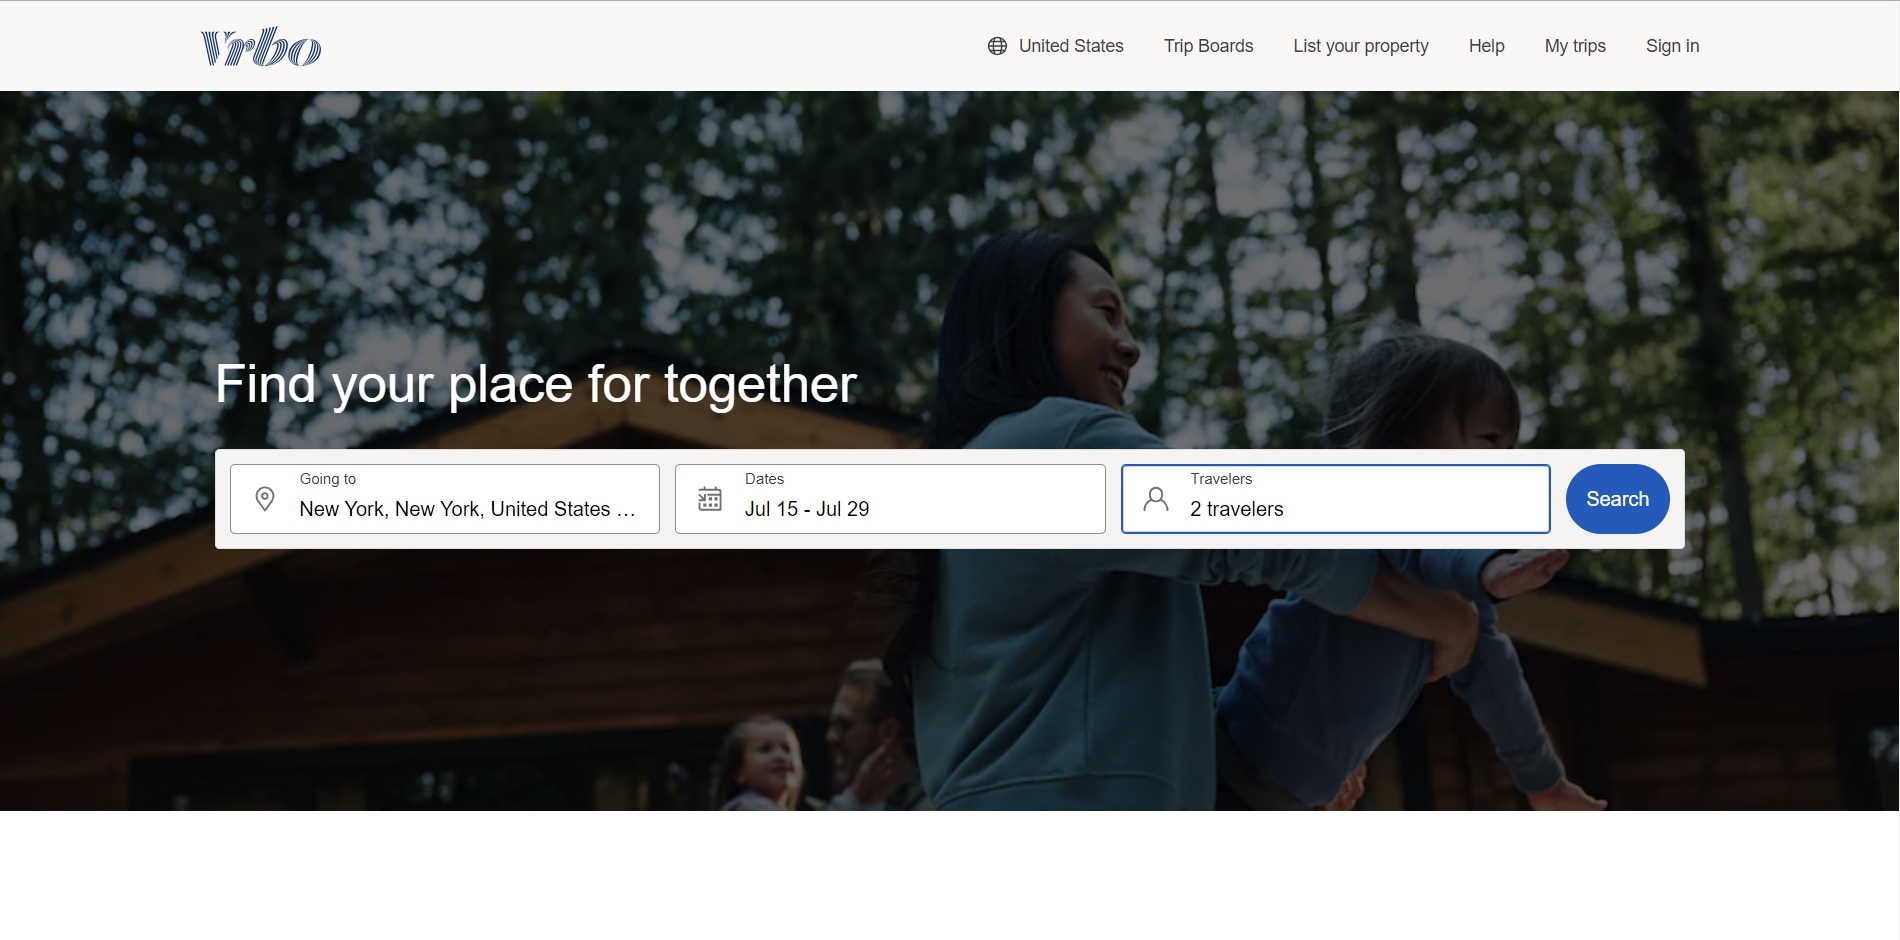 Vrbo
United States
Trip Boards
List your property
Help
My trips
Sign in
Find your place for together
Going to
New York, New York, United States …
Dates
Jul 15 - Jul 29
Travelers
2 travelers
Search